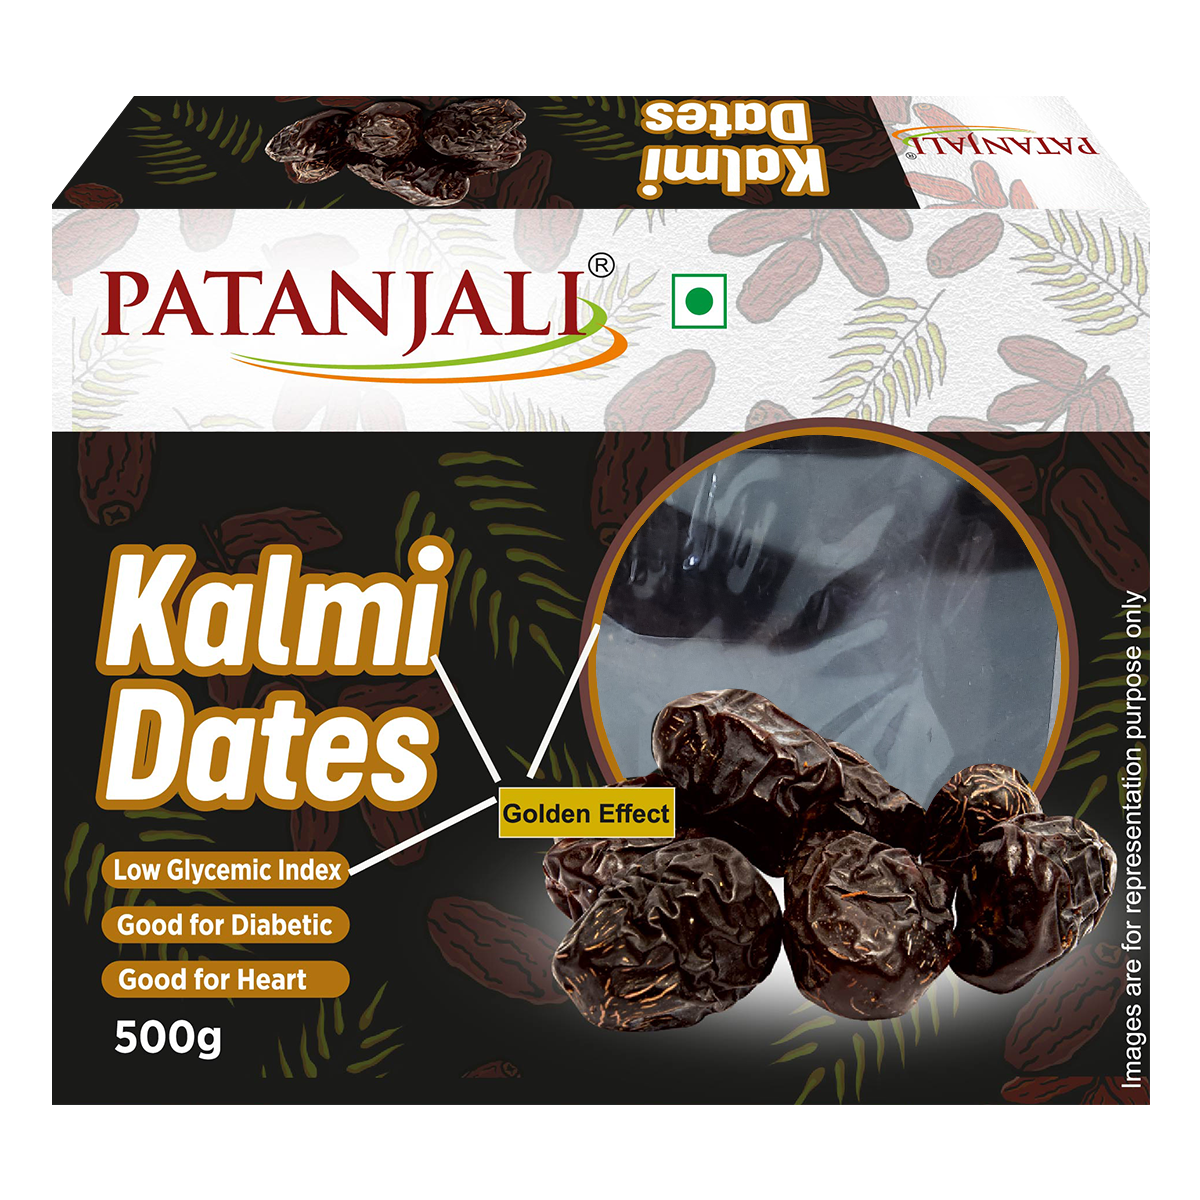 Kalmi
Dates
PATANJALI®
PATANJALI®
Kalmi
Dates
Golden Effect
Low Glycemic Index
Good for Diabetic
Good for Heart
500g
Images are for representation purpose only